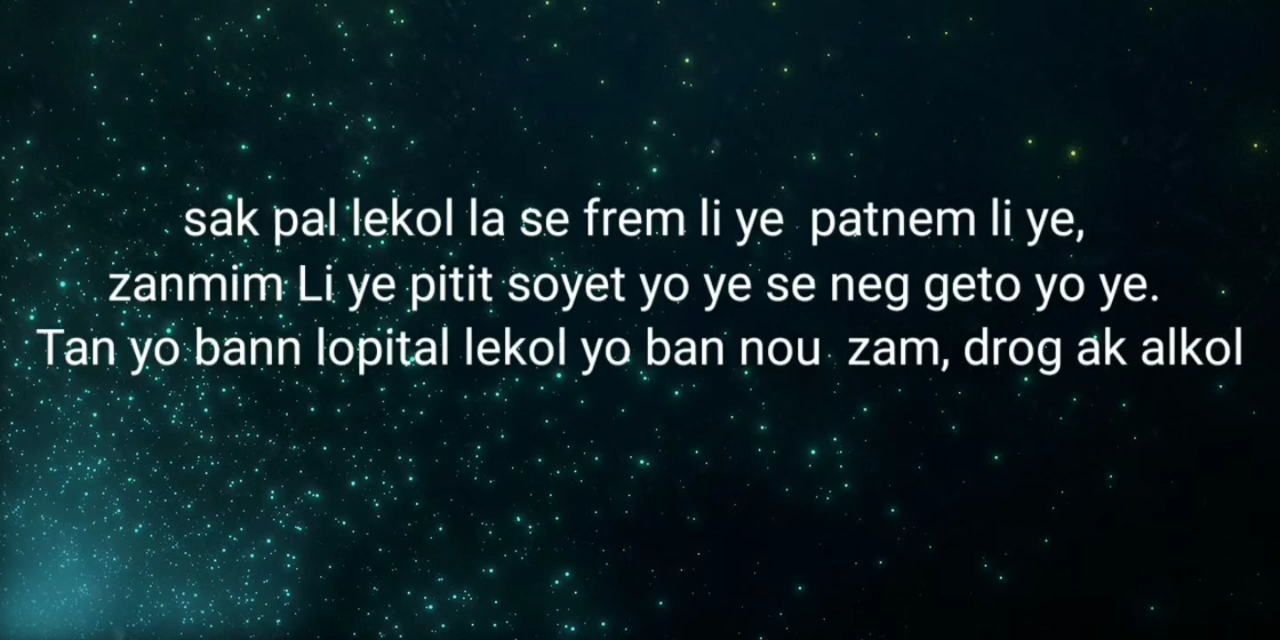 sak pal lekol la se frem li ye  patnem li ye,
zanmim Li ye pitit soyet yo ye se neg geto yo ye.
Tan yo bann lopital lekol yo ban nou  zam, drog ak alkol